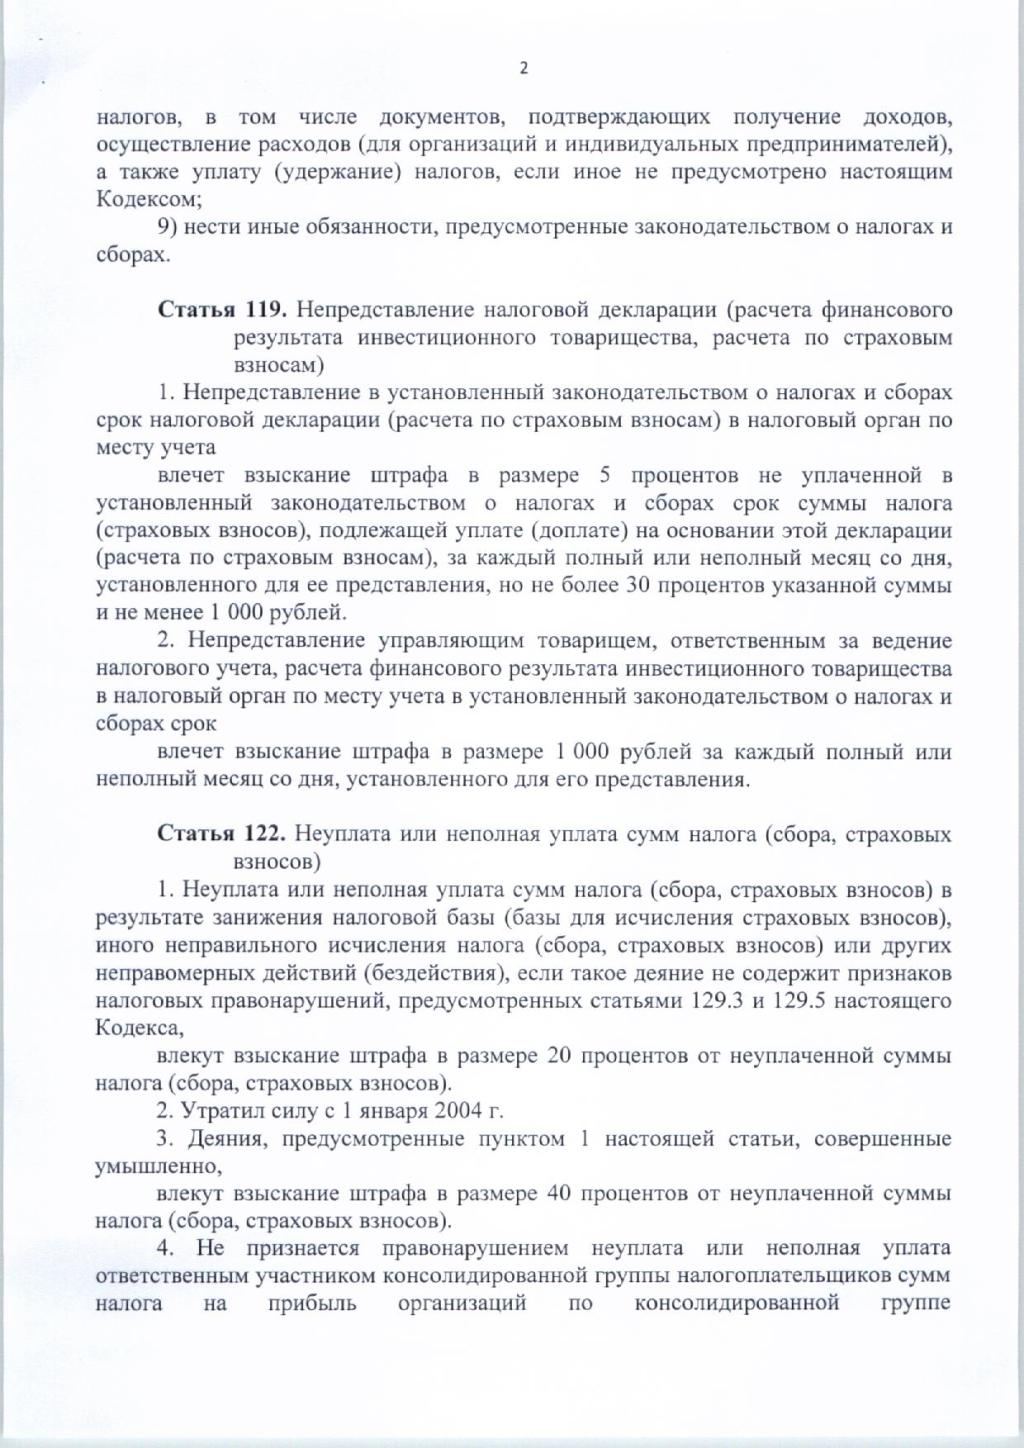 2
налогов, в том числе документов, подтверждающих получение доходов,
осуществление расходов (для организаций и индивидуальных предпринимателей),
а также уплату (удержание) налогов, если иное не предусмотрено настоящим
Кодексом;
9) нести иные обязанности, предусмотренные законодательством о налогах и
сборах.
Статья 119. Непредставление налоговой декларации (расчета финансового
результата инвестиционного товарищества, расчета по страховым
взносам)
1. Непредставление в установленный законодательством о налогах и сборах
срок налоговой декларации (расчета по страховым взносам) в налоговый орган по
месту учета
влечет взыскание штрафа в размере 5 процентов не уплаченной в
установленный законодательством о налогах и сборах срок суммы налога
(страховых взносов), подлежащей уплате (доплате) на основании этой декларации
(расчета по страховым взносам), за каждый полный или неполный месяц со дня,
установленного для ее представления, но не более 30 процентов указанной суммы
и не менее 1 000 рублей.
2. Непредставление управляющим товарищем, ответственным за ведение
налогового учета, расчета финансового результата инвестиционного товарищества
в налоговый орган по месту учета в установленный законодательством о налогах и
сборах срок
влечет взыскание штрафа в размере 1 000 рублей за каждый полный или
неполный месяц со дня, установленного для его представления.
Статья 122. Неуплата или неполная уплата сумм налога (сбора, страховых
взносов)
1. Неуплата или неполная уплата сумм налога (сбора, страховых взносов) в
результате занижения налоговой базы (базы для исчисления страховых взносов),
иного неправильного исчисления налога (сбора, страховых взносов) или других
неправомерных действий (бездействия), если такое деяние не содержит признаков
налоговых правонарушений, предусмотренных статьями 129.3 и 129.5 настоящего
Кодекса,
влекут взыскание штрафа в размере 20 процентов от неуплаченной суммы
налога (сбора, страховых взносов).
2. Утратил силу с 1 января 2004 г.
3. Деяния, предусмотренные пунктом 1 настоящей статьи, совершенные
умышленно,
влекут взыскание штрафа в размере 40 процентов от неуплаченной суммы
налога (сбора, страховых взносов).
4. Не признается правонарушением неуплата или неполная уплата
ответственным участником консолидированной группы налогоплательщиков сумм
налога на прибыль организаций по консолидированной группе